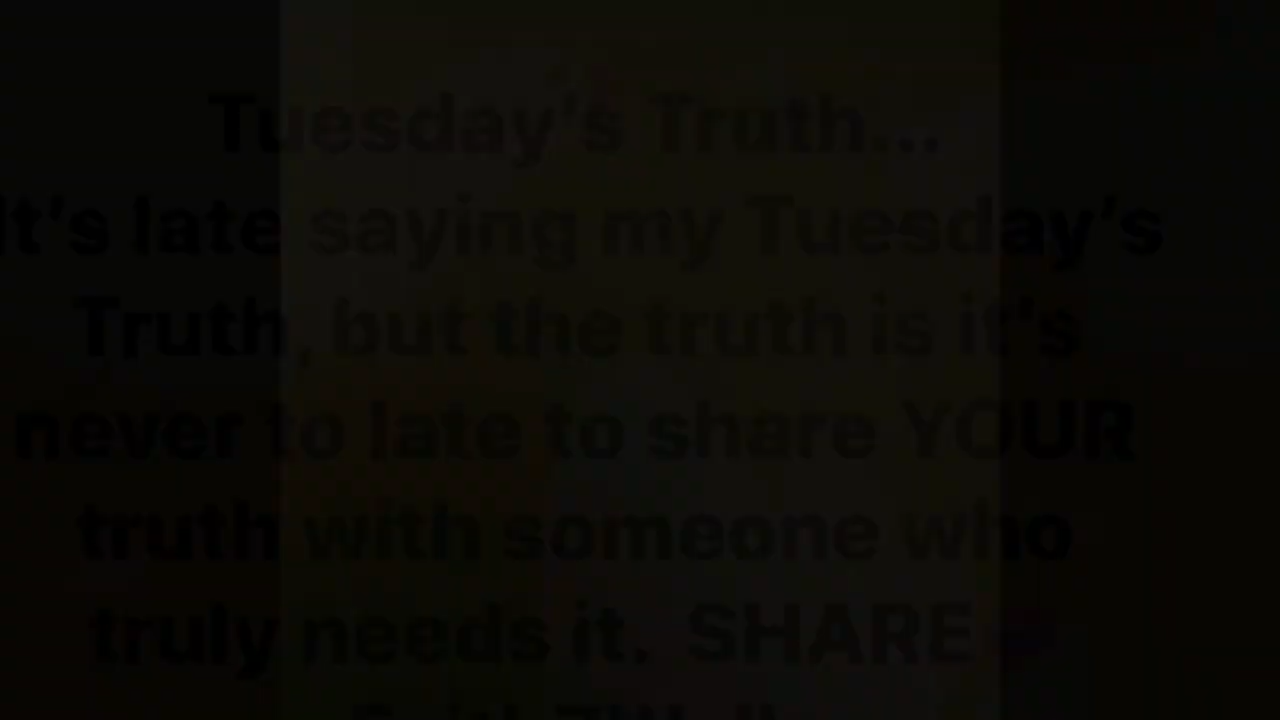 Tuesday's Truth...
It's late saying my Tuesday's
Truth, but the truth is it's
never to late to share YOUR
truth with someone who
truly needs it. SHARE